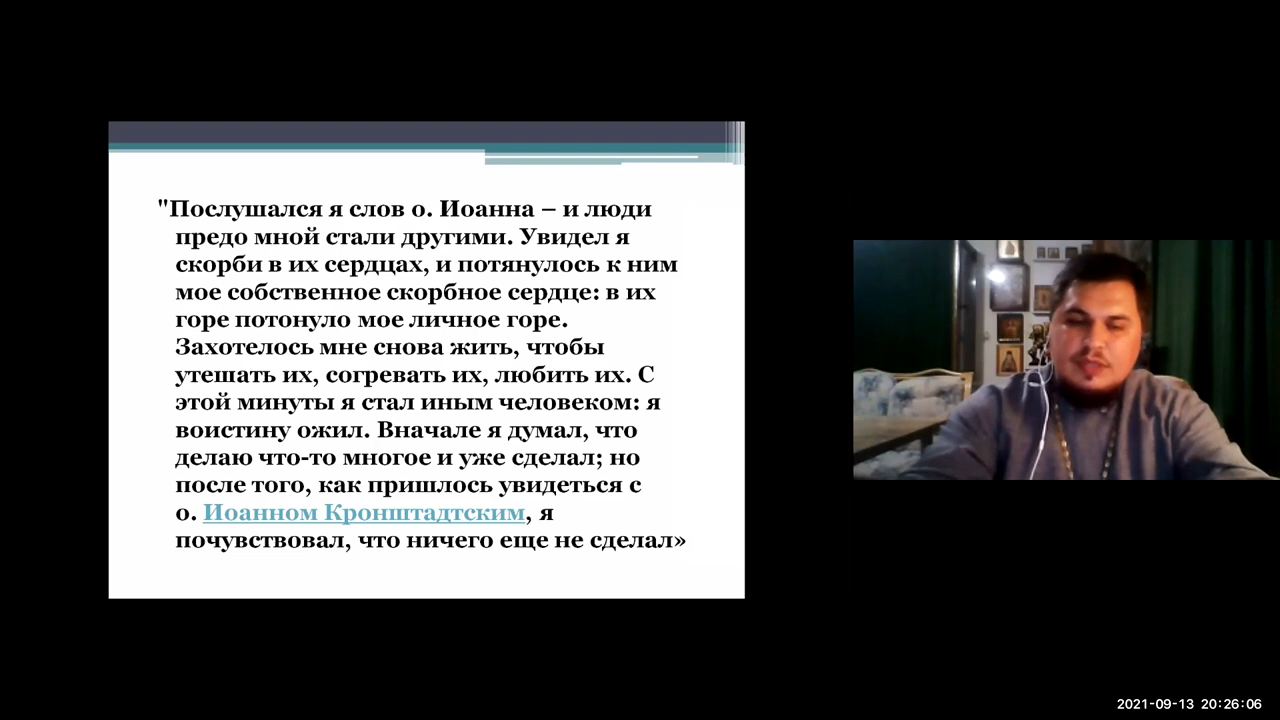 "Послушался я слов о. Иоанна – и люди
предо мной стали другими. Увидел я
скорби в их сердцах, и потянулось к ним
мое собственное скорбное сердце: в их
горе потонуло мое личное горе.
Захотелось мне снова жить, чтобы
утешать их, согревать их, любить их. С
этой минуты я стал иным человеком: я
воистину ожил. Вначале я думал, что
делаю что-то многое и уже сделал; но
после того, как пришлось увидеться с
о. Иоанном Кронштадтским, я
почувствовал, что ничего еще не сделал»
2021-09-13 20:26:06